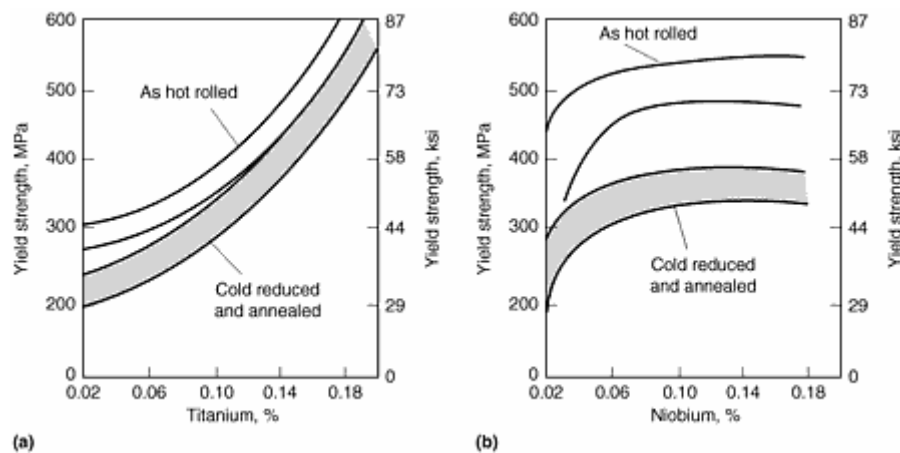 600
500
400
300
200
0
Yield strength, MPa
As hot rolled
Cold reduced
and annealed
87
73
58
44
29
0
Yield strength, ksi
0.02
0.06
0.10
0.14
0.18
Titanium, %
(a)
600
500
400
300
200
0
Yield strength, MPa
As hot rolled
Cold reduced
and annealed
87
73
58
44
29
0
Yield strength, ksi
0.02
0.06
0.10
0.14
0.18
Niobium, %
(b)